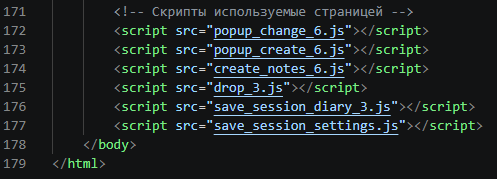 171 <!-- Скрипты используемые страницей -->
172 <script src="popup_change_6.js"></script>
173 <script src="popup_create_6.js"></script>
174 <script src="create_notes_6.js"></script>
175 <script src="drop_3.js"></script>
176 <script src="save_session_diary_3.js"></script>
177 <script src="save_session_settings.js"></script>
178 </body>
179 </html>